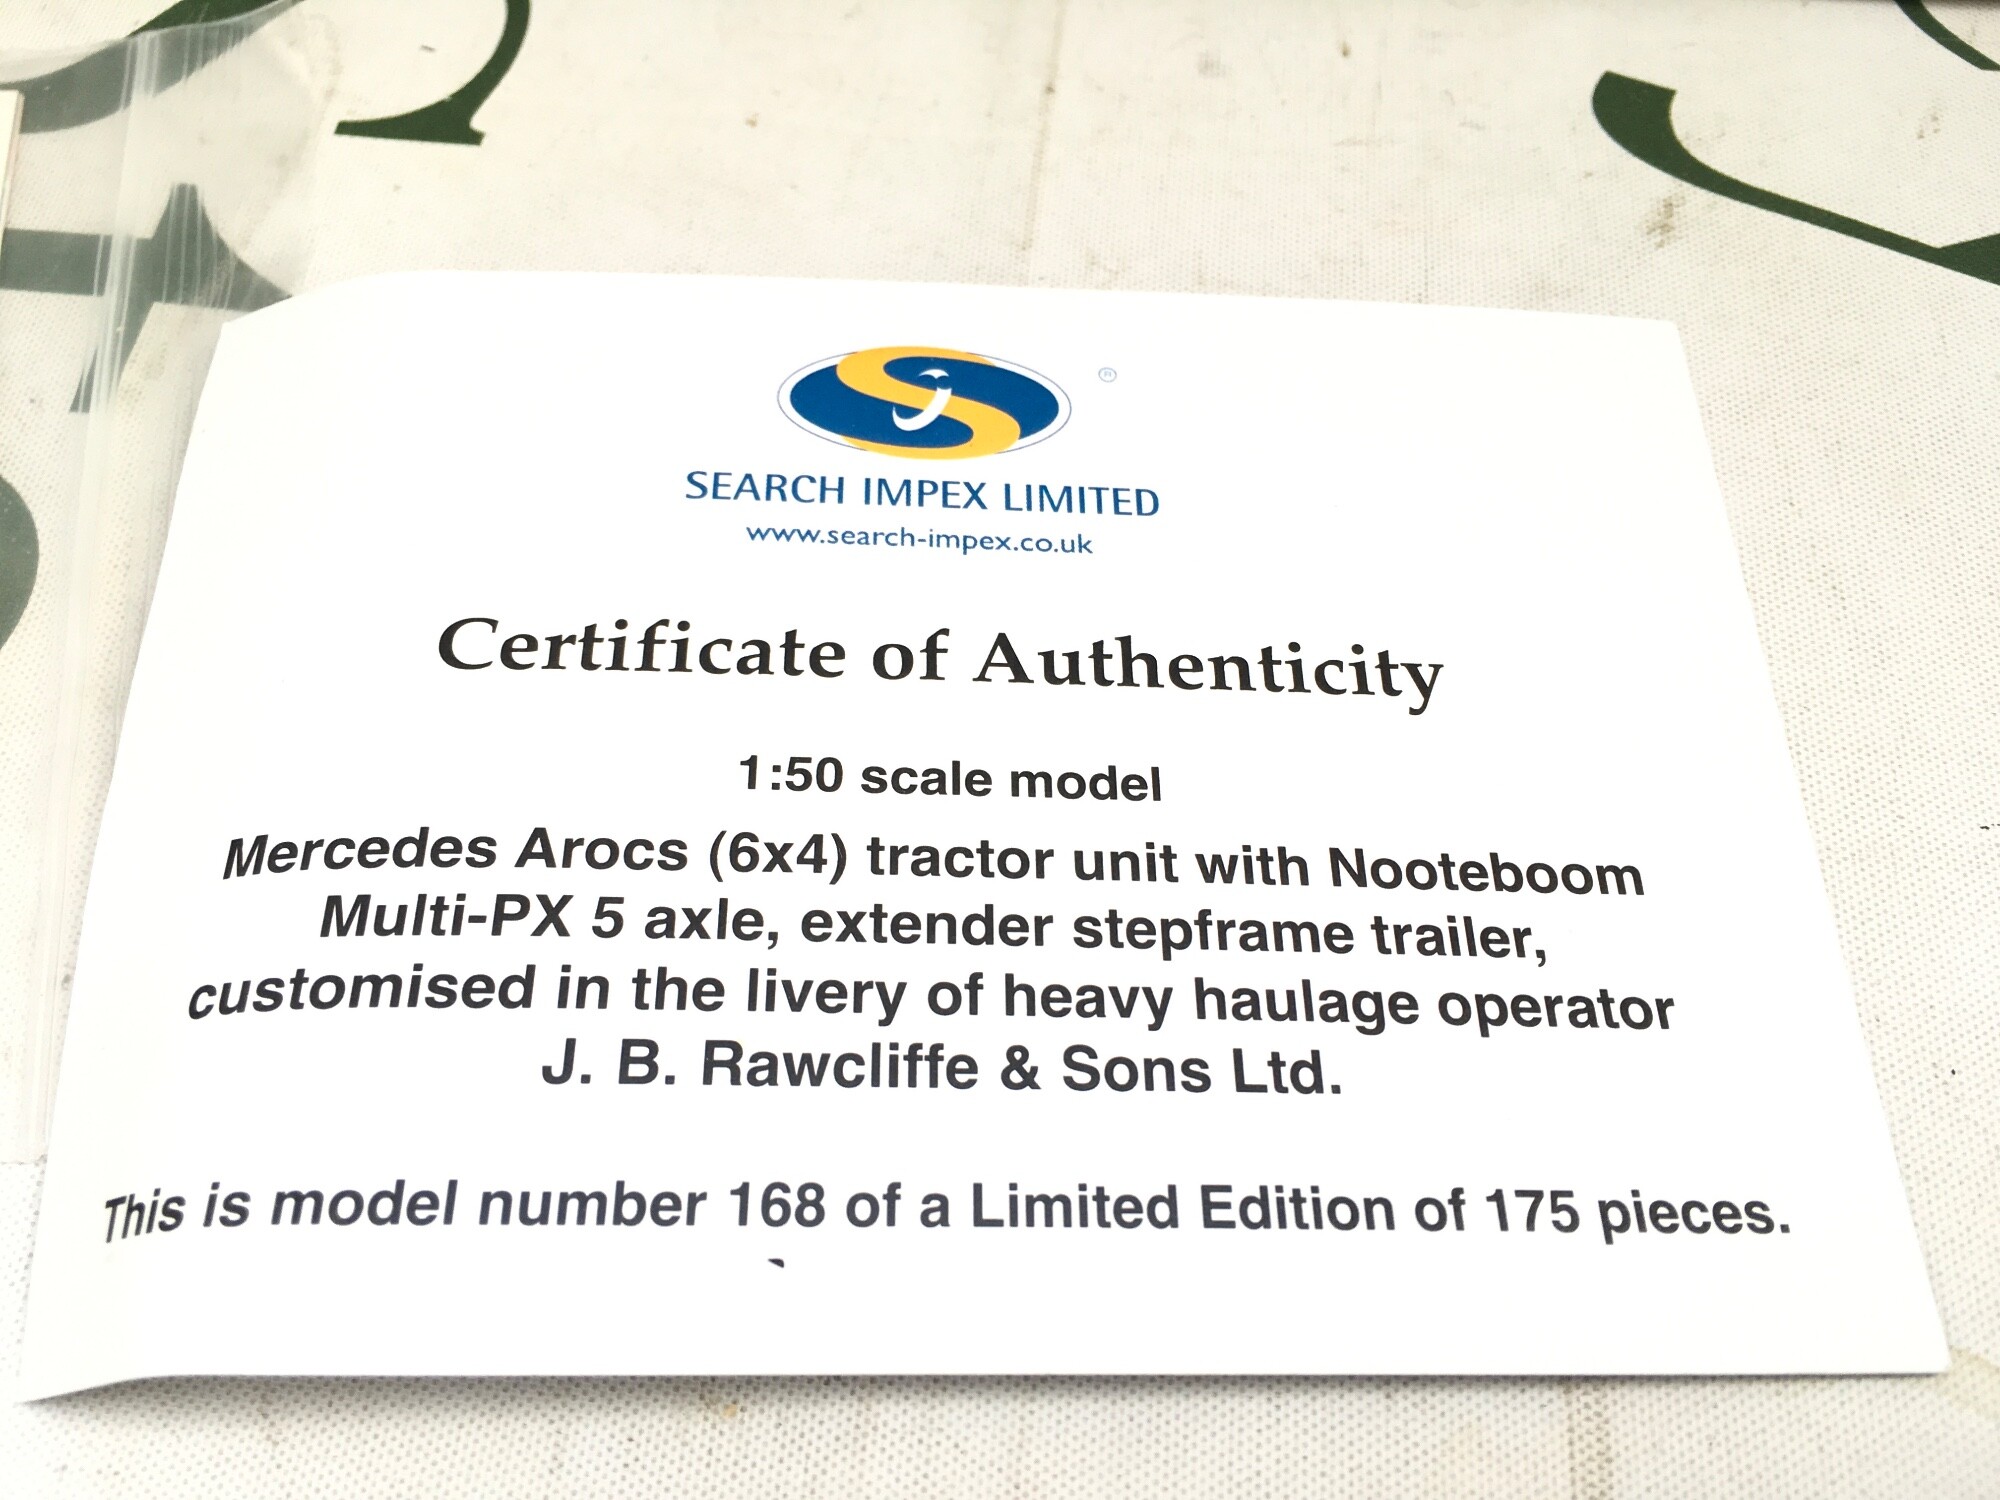 SEARCH IMPEX LIMITED
www.search-impex.co.uk
Certificate of Authenticity
1:50 scale model
Mercedes Arocs (6x4) tractor unit with Nooteboom
Multi-PX 5 axle, extender stepframe trailer,
customised in the livery of heavy haulage operator
J. B. Rawcliffe & Sons Ltd.
This is model number 168 of a Limited Edition of 175 pieces.